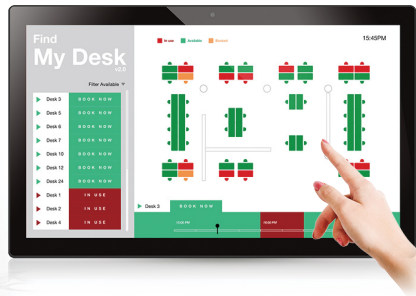 Find
My Desk
v2.0
Filter Available
Desk 3 BOOK NOW
Desk 5 BOOK NOW
Desk 6 BOOK NOW
Desk 7 BOOK NOW
Desk 10 BOOK NOW
Desk 12 BOOK NOW
Desk 24 BOOK NOW
Desk 1 IN USE
Desk 2 IN USE
Desk 4 IN USE
In use Available Booked
15:45PM
Desk 3 BOOK NOW